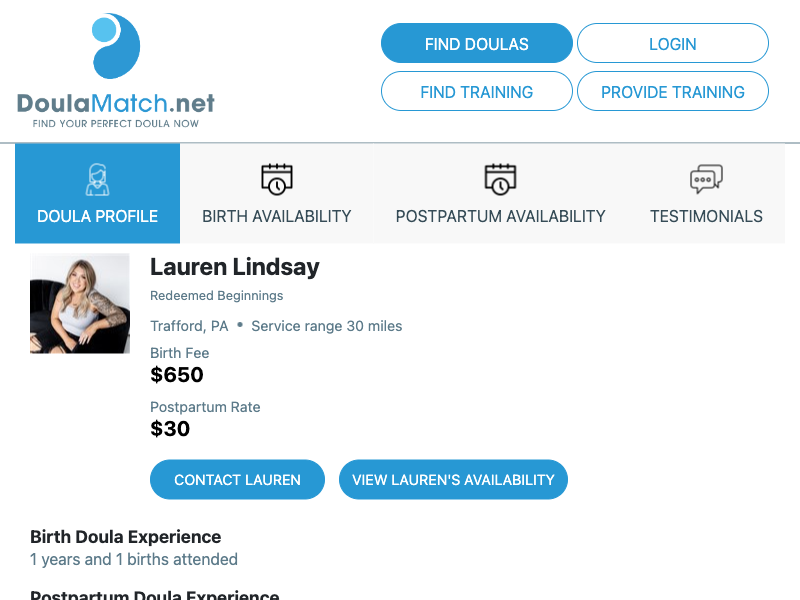 DoulaMatch.net
FIND YOUR PERFECT DOULA NOW
FIND DOULAS
LOGIN
FIND TRAINING
PROVIDE TRAINING
DOULA PROFILE
BIRTH AVAILABILITY
POSTPARTUM AVAILABILITY
TESTIMONIALS
Lauren Lindsay
Redeemed Beginnings
Trafford, PA • Service range 30 miles
Birth Fee
$650
Postpartum Rate
$30
CONTACT LAUREN
VIEW LAUREN'S AVAILABILITY
Birth Doula Experience
1 years and 1 births attended
Postpartum Doula Experience